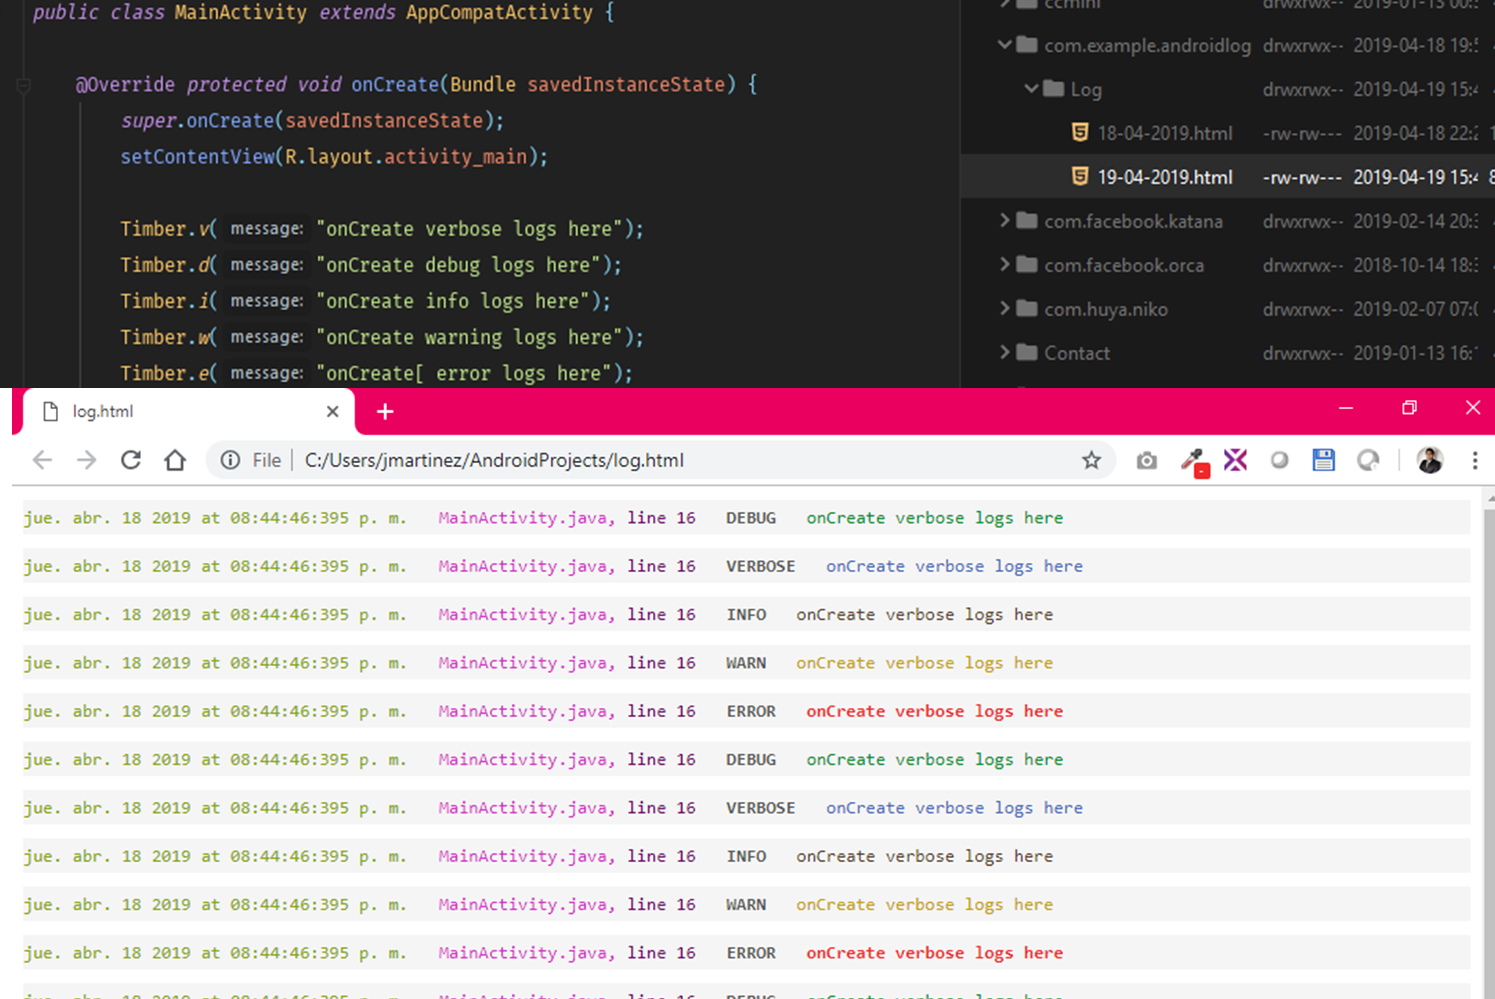 public class MainActivity extends AppCompatActivity {
@Override protected void onCreate(Bundle savedInstanceState) {
super.onCreate(savedInstanceState);
setContentView(R.layout.activity_main);
Timber.v( message: "onCreate verbose logs here");
Timber.d( message: "onCreate debug logs here");
Timber.i( message: "onCreate info logs here");
Timber.w( message: "onCreate warning logs here");
Timber.e( message: "onCreate[ error logs here");
ccmini drwxrwx-- 2019-01-13
com.example.androidlog drwxrwx-- 2019-04-18 19:5
Log drwxrwx-- 2019-04-19 15:4
18-04-2019.html -rw-rw--- 2019-04-18 22:2
19-04-2019.html -rw-rw--- 2019-04-19 15:4 8
com.facebook.katana drwxrwx-- 2019-02-14 20:3
com.facebook.orca drwxrwx-- 2018-10-14 18:3
com.huya.niko drwxrwx-- 2019-02-07 07:0
Contact drwxrwx-- 2019-01-13 16:1
log.html
File C:/Users/jmartinez/AndroidProjects/log.html
jue. abr. 18 2019 at 08:44:46:395 p. m. MainActivity.java, line 16 DEBUG onCreate verbose logs here
jue. abr. 18 2019 at 08:44:46:395 p. m. MainActivity.java, line 16 VERBOSE onCreate verbose logs here
jue. abr. 18 2019 at 08:44:46:395 p. m. MainActivity.java, line 16 INFO onCreate verbose logs here
jue. abr. 18 2019 at 08:44:46:395 p. m. MainActivity.java, line 16 WARN onCreate verbose logs here
jue. abr. 18 2019 at 08:44:46:395 p. m. MainActivity.java, line 16 ERROR onCreate verbose logs here
jue. abr. 18 2019 at 08:44:46:395 p. m. MainActivity.java, line 16 DEBUG onCreate verbose logs here
jue. abr. 18 2019 at 08:44:46:395 p. m. MainActivity.java, line 16 VERBOSE onCreate verbose logs here
jue. abr. 18 2019 at 08:44:46:395 p. m. MainActivity.java, line 16 INFO onCreate verbose logs here
jue. abr. 18 2019 at 08:44:46:395 p. m. MainActivity.java, line 16 WARN onCreate verbose logs here
jue. abr. 18 2019 at 08:44:46:395 p. m. MainActivity.java, line 16 ERROR onCreate verbose logs here